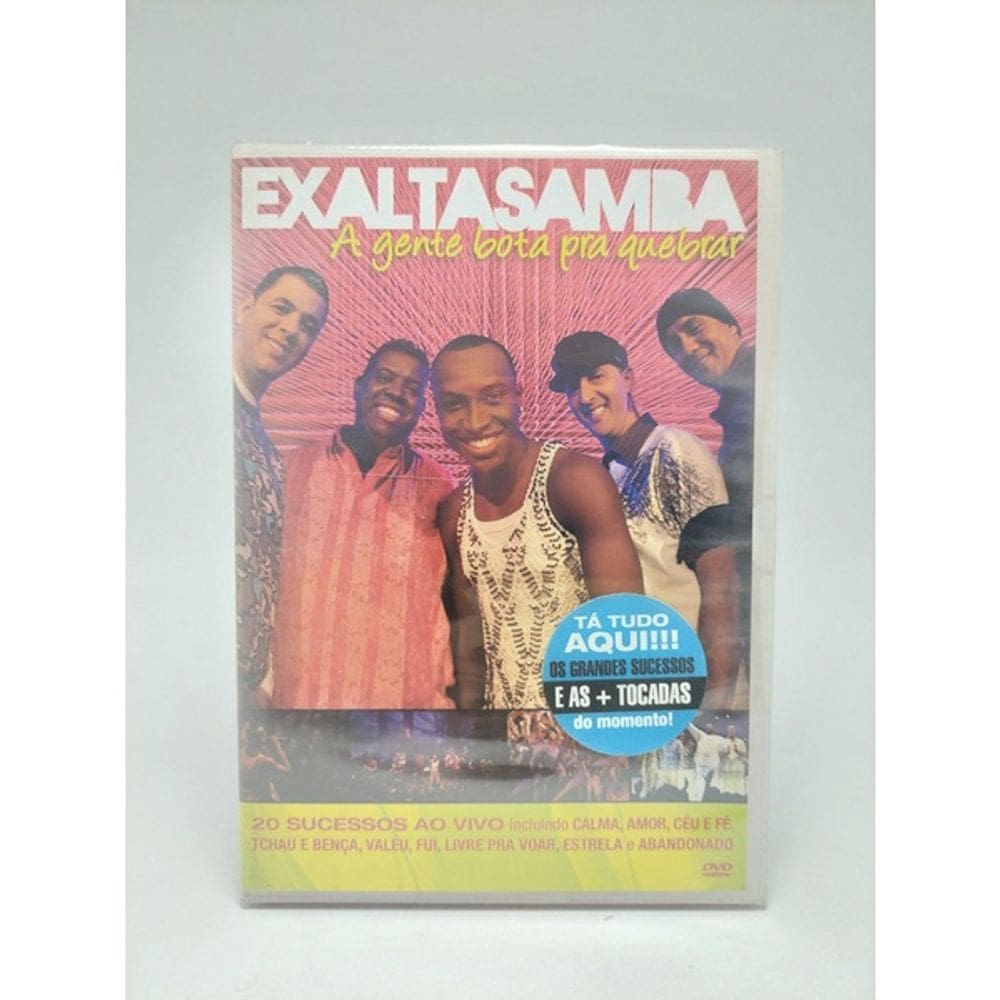 EXALTASAMBA
A gente bota pra quebrar
TÁ TUDO
AQUI!!!
OS GRANDES SUCESSOS
E AS + TOCADAS
do momento!
20 SUCESSOS AO VIVO incluindo CALMA, AMOR, CÉU E FÉ,
TCHAU E BENÇA, VALEU, FUI, LIVRE PRA VOAR, ESTRELA e ABANDONADO
DVD